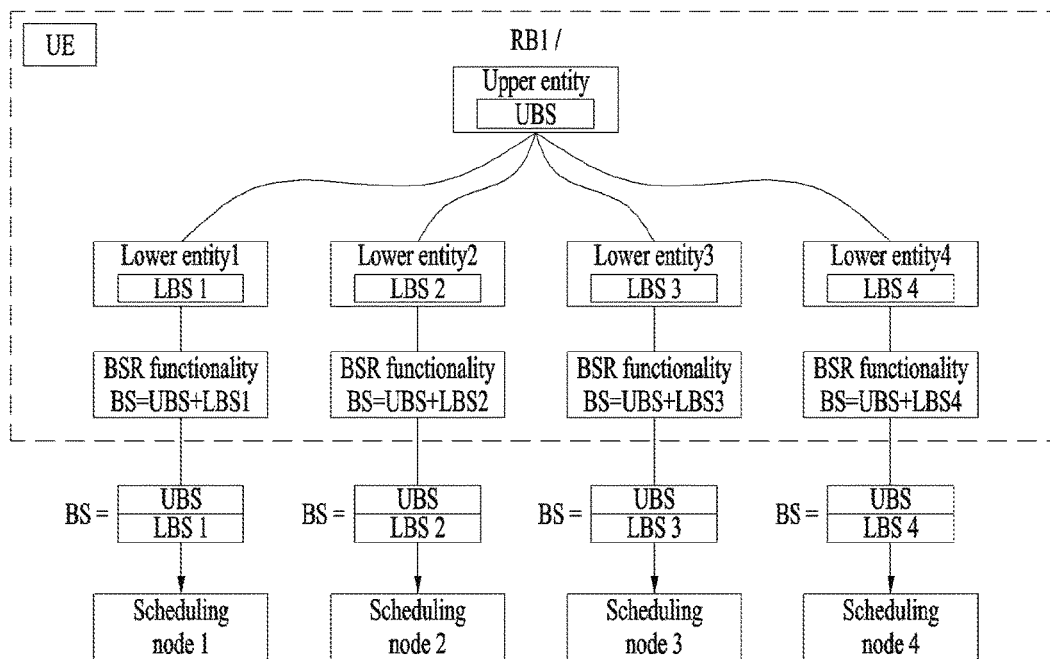 UE
RB1 /
Upper entity
UBS
Lower entity1
LBS 1
Lower entity2
LBS 2
Lower entity3
LBS 3
Lower entity4
LBS 4
BSR functionality
BS=UBS+LBS1
BSR functionality
BS=UBS+LBS2
BSR functionality
BS=UBS+LBS3
BSR functionality
BS=UBS+LBS4
BS =
UBS
LBS 1
BS =
UBS
LBS 2
BS =
UBS
LBS 3
BS =
UBS
LBS 4
Scheduling
node 1
Scheduling
node 2
Scheduling
node 3
Scheduling
node 4